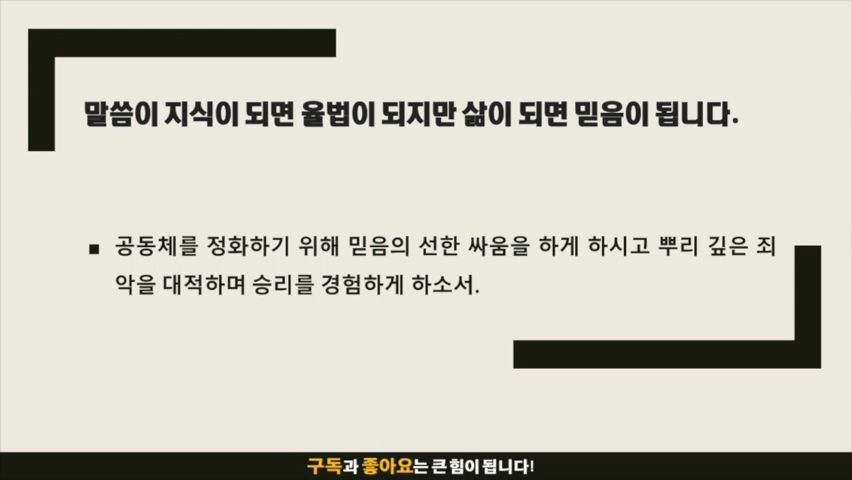 말씀이 지식이 되면 율법이 되지만 삶이 되면 믿음이 됩니다.
■ 공동체를 정화하기 위해 믿음의 선한 싸움을 하게 하시고 뿌리 깊은 죄
악을 대적하며 승리를 경험하게 하소서.
구독과 좋아요는 큰 힘이 됩니다!